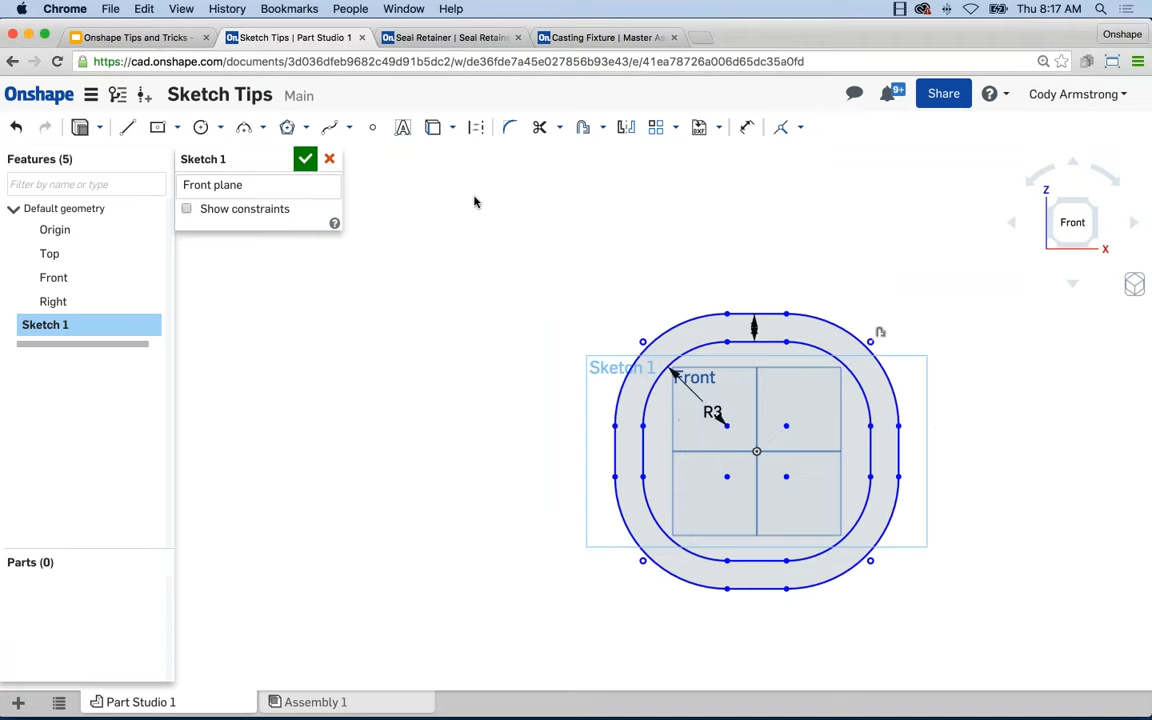 Chrome File Edit View History Bookmarks People Window Help Thu 8:17 AM
Onshape Tips and Tricks - Sketch Tips | Part Studio 1 Seal Retainer | Seal Retain Casting Fixture | Master As Onshape
https://cad.onshape.com/documents/3d036dfeb9682c49d91b5dc2/w/de36fde7a45e027856b93e43/e/41ea78726a006d65dc35a0fd
Onshape Sketch Tips Main 9+ Share Cody Armstrong
DXF
Features (5)
Filter by name or type
Default geometry
Origin
Top
Front
Right
Sketch 1
Sketch 1
Front plane
Show constraints
Z
Front
X
Sketch 1
Front
R3
Parts (0)
Part Studio 1 Assembly 1